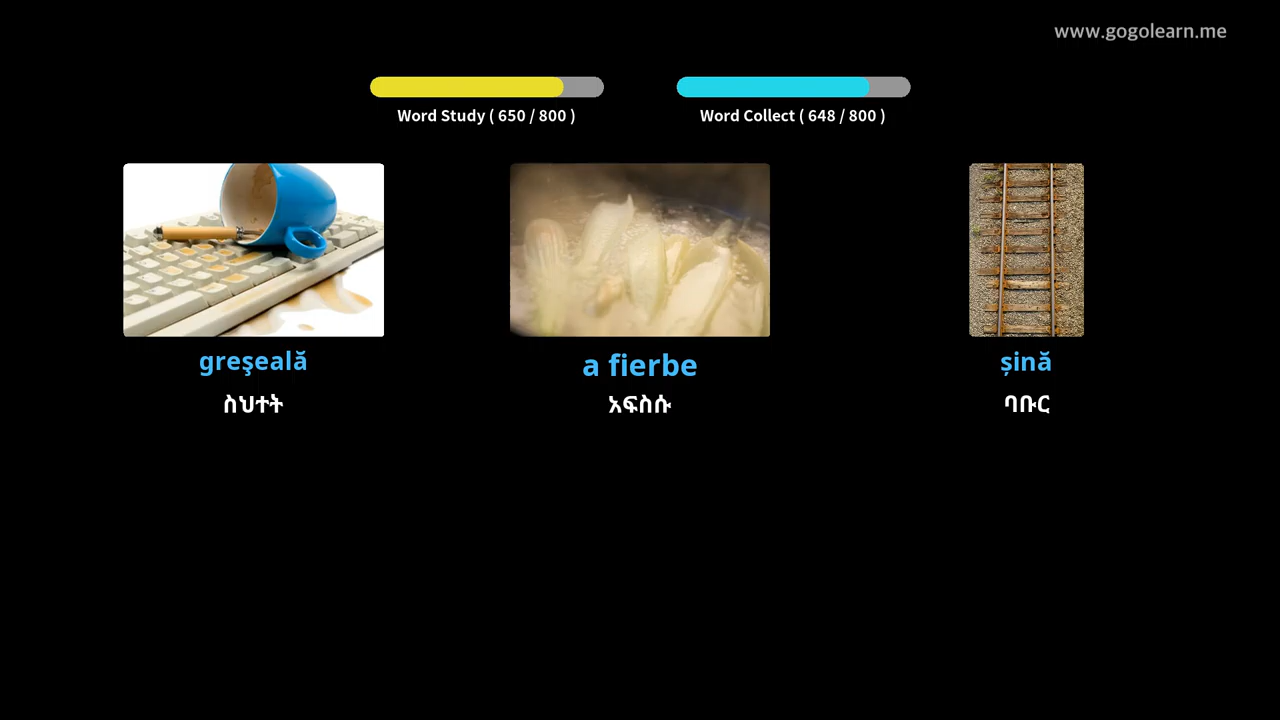 www.gogolearn.me
Word Study ( 650 / 800 )
Word Collect ( 648 / 800 )
greşeală
a fierbe
șină
ስህተት
አፍስሱ
ባቡር